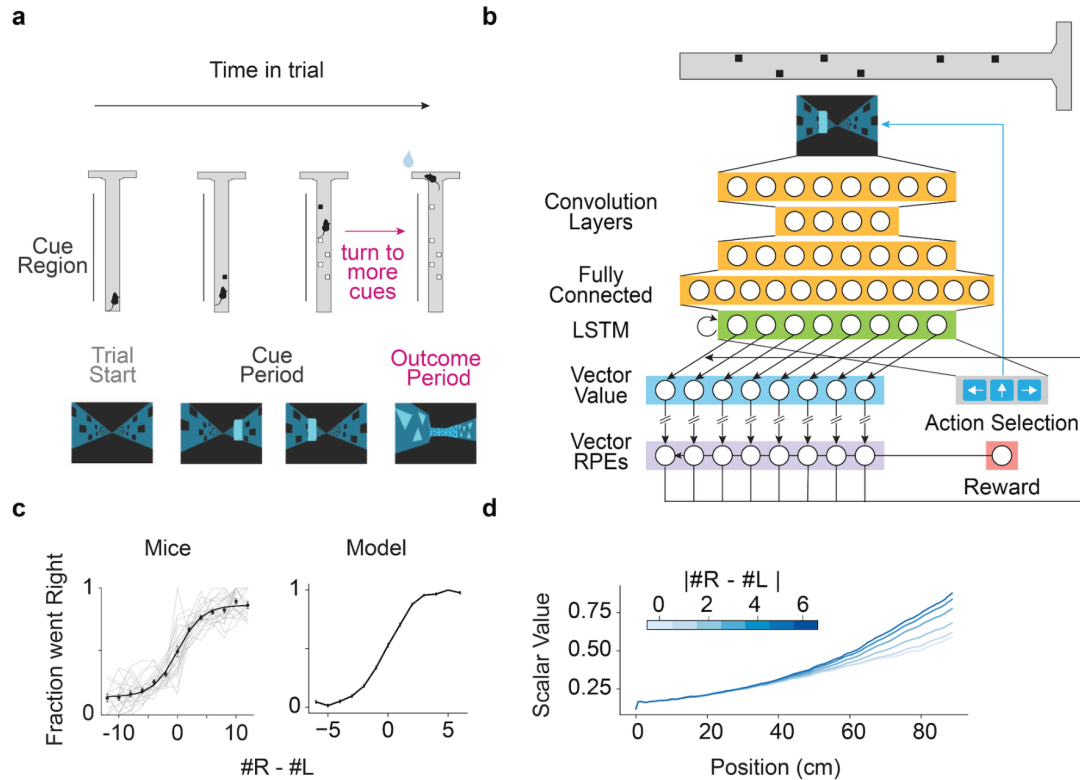 a
Time in trial
Cue
Region
turn to
more
cues
Trial
Start
Cue
Period
Outcome
Period
b
Convolution
Layers
Fully
Connected
LSTM
Vector
Value
Action Selection
Vector
RPEs
Reward
c
Mice
Model
Fraction went Right
1
0
-10
0
10
1
0
−5
0
5
#R - #L
d
|#R - #L |
0
2
4
6
Scalar Value
0.75
0.50
0.25
0
20
40
60
80
Position (cm)